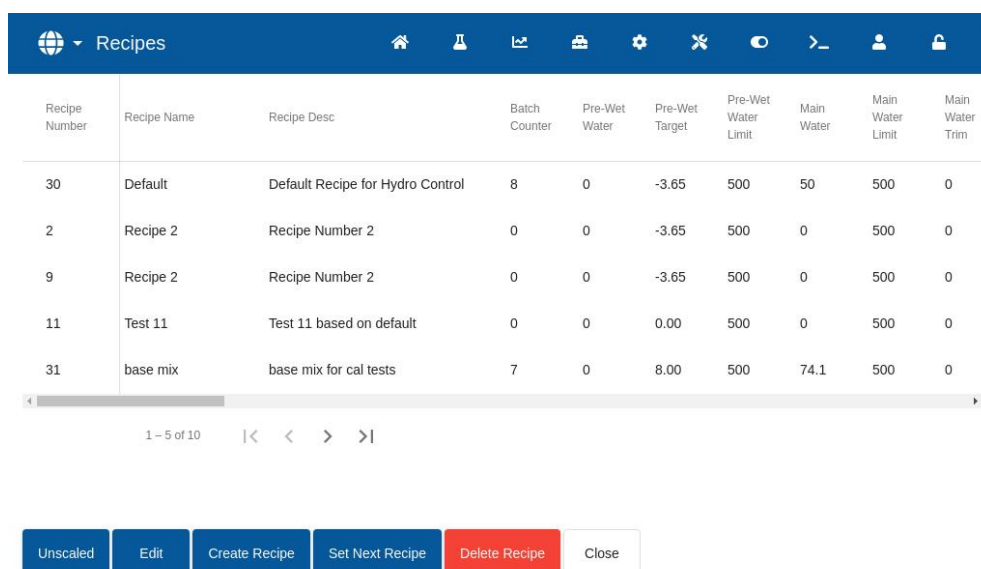 Recipes
Recipe Number Recipe Name Recipe Desc Batch Counter Pre-Wet Water Pre-Wet Target Pre-Wet Water Limit Main Water Main Water Limit Main Water Trim
30 Default Default Recipe for Hydro Control 8 0 -3.65 500 50 500 0
2 Recipe 2 Recipe Number 2 0 0 -3.65 500 0 500 0
9 Recipe 2 Recipe Number 2 0 0 -3.65 500 0 500 0
11 Test 11 Test 11 based on default 0 0 0.00 500 0 500 0
31 base mix base mix for cal tests 7 0 8.00 500 74.1 500 0
1 – 5 of 10
Unscaled Edit Create Recipe Set Next Recipe Delete Recipe Close